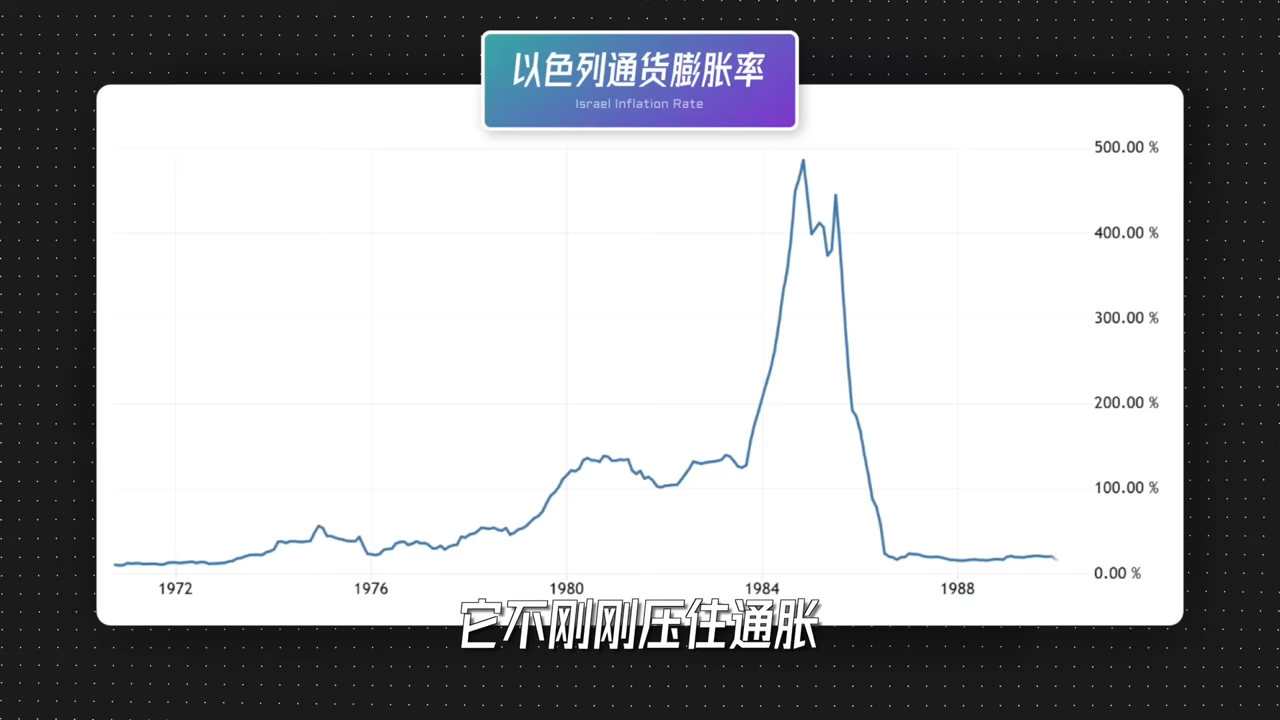 以色列通货膨胀率
Israel Inflation Rate
500.00 %
400.00 %
300.00 %
200.00 %
100.00 %
0.00 %
1972 1976 1980 1984 1988
它不刚刚压住通胀